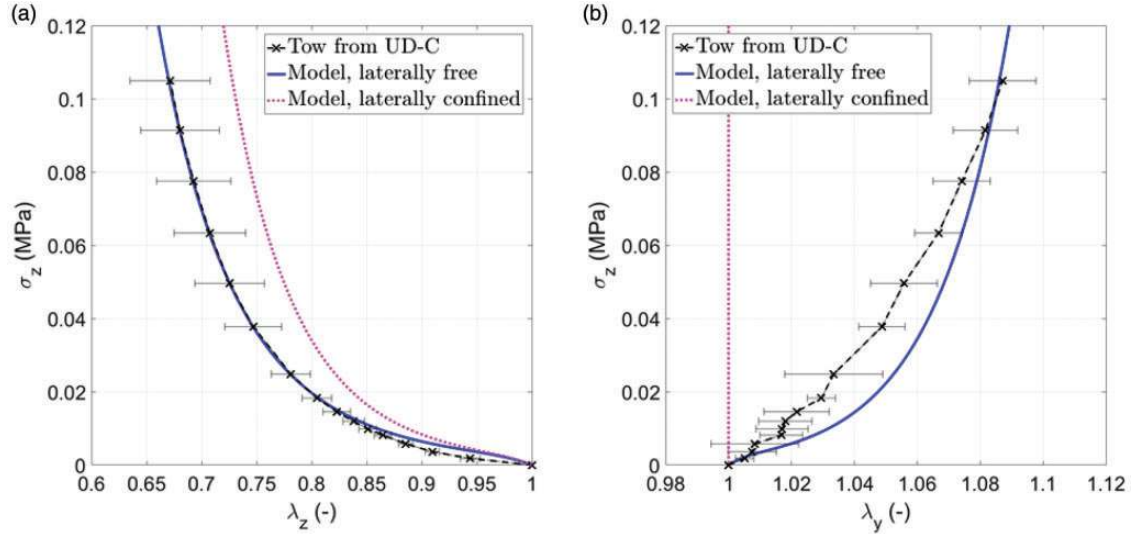 (a)
0.12
0.1
0.08
0.06
0.04
0.02
0
σz (MPa)
Tow from UD-C
Model, laterally free
Model, laterally confined
0.6 0.65 0.7 0.75 0.8 0.85 0.9 0.95 1
λz (-)
(b)
0.12
0.1
0.08
0.06
0.04
0.02
0
σz (MPa)
Tow from UD-C
Model, laterally free
Model, laterally confined
0.98 1 1.02 1.04 1.06 1.08 1.1 1.12
λy (-)